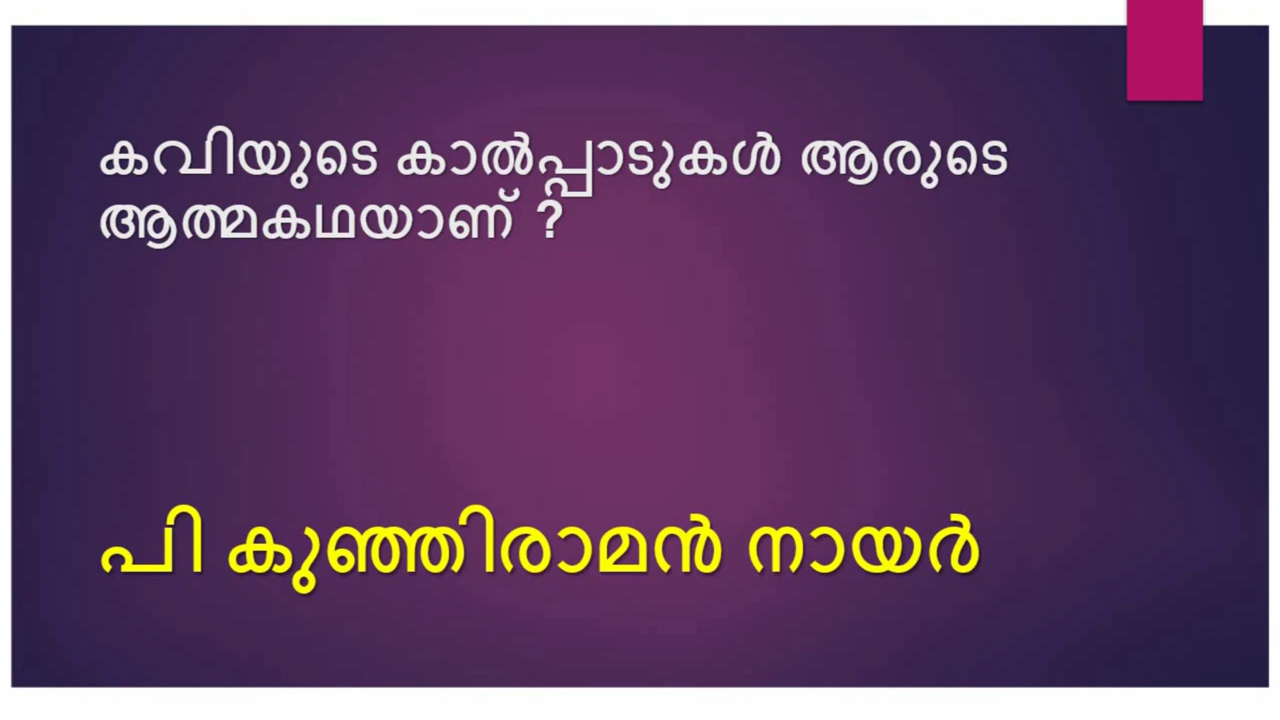 കവിയുടെ കാൽപ്പാടുകൾ ആരുടെ
ആത്മകഥയാണ് ?
പി കുഞ്ഞിരാമൻ നായർ